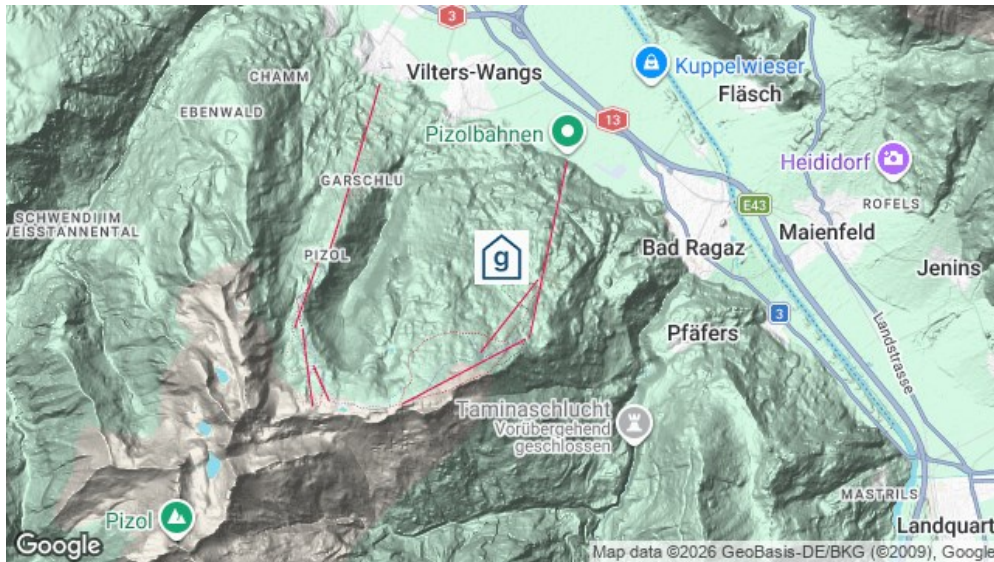 3
CHAMM
Vilters-Wangs
Kuppelwieser
Fläsch
EBENWALD
13
Pizolbahnen
Heididorf
GARSCHLU
E43
ROFELS
SCHWENDI IM
WEISSTANNENTAL
Maienfeld
PIZOL
g
Bad Ragaz
Jenins
3
Pfäfers
Landstrasse
Taminaschlucht
Vorübergehend
geschlossen
MASTRILS
Pizol
Landquart
Google
Map data ©2026 GeoBasis-DE/BKG (©2009), Google